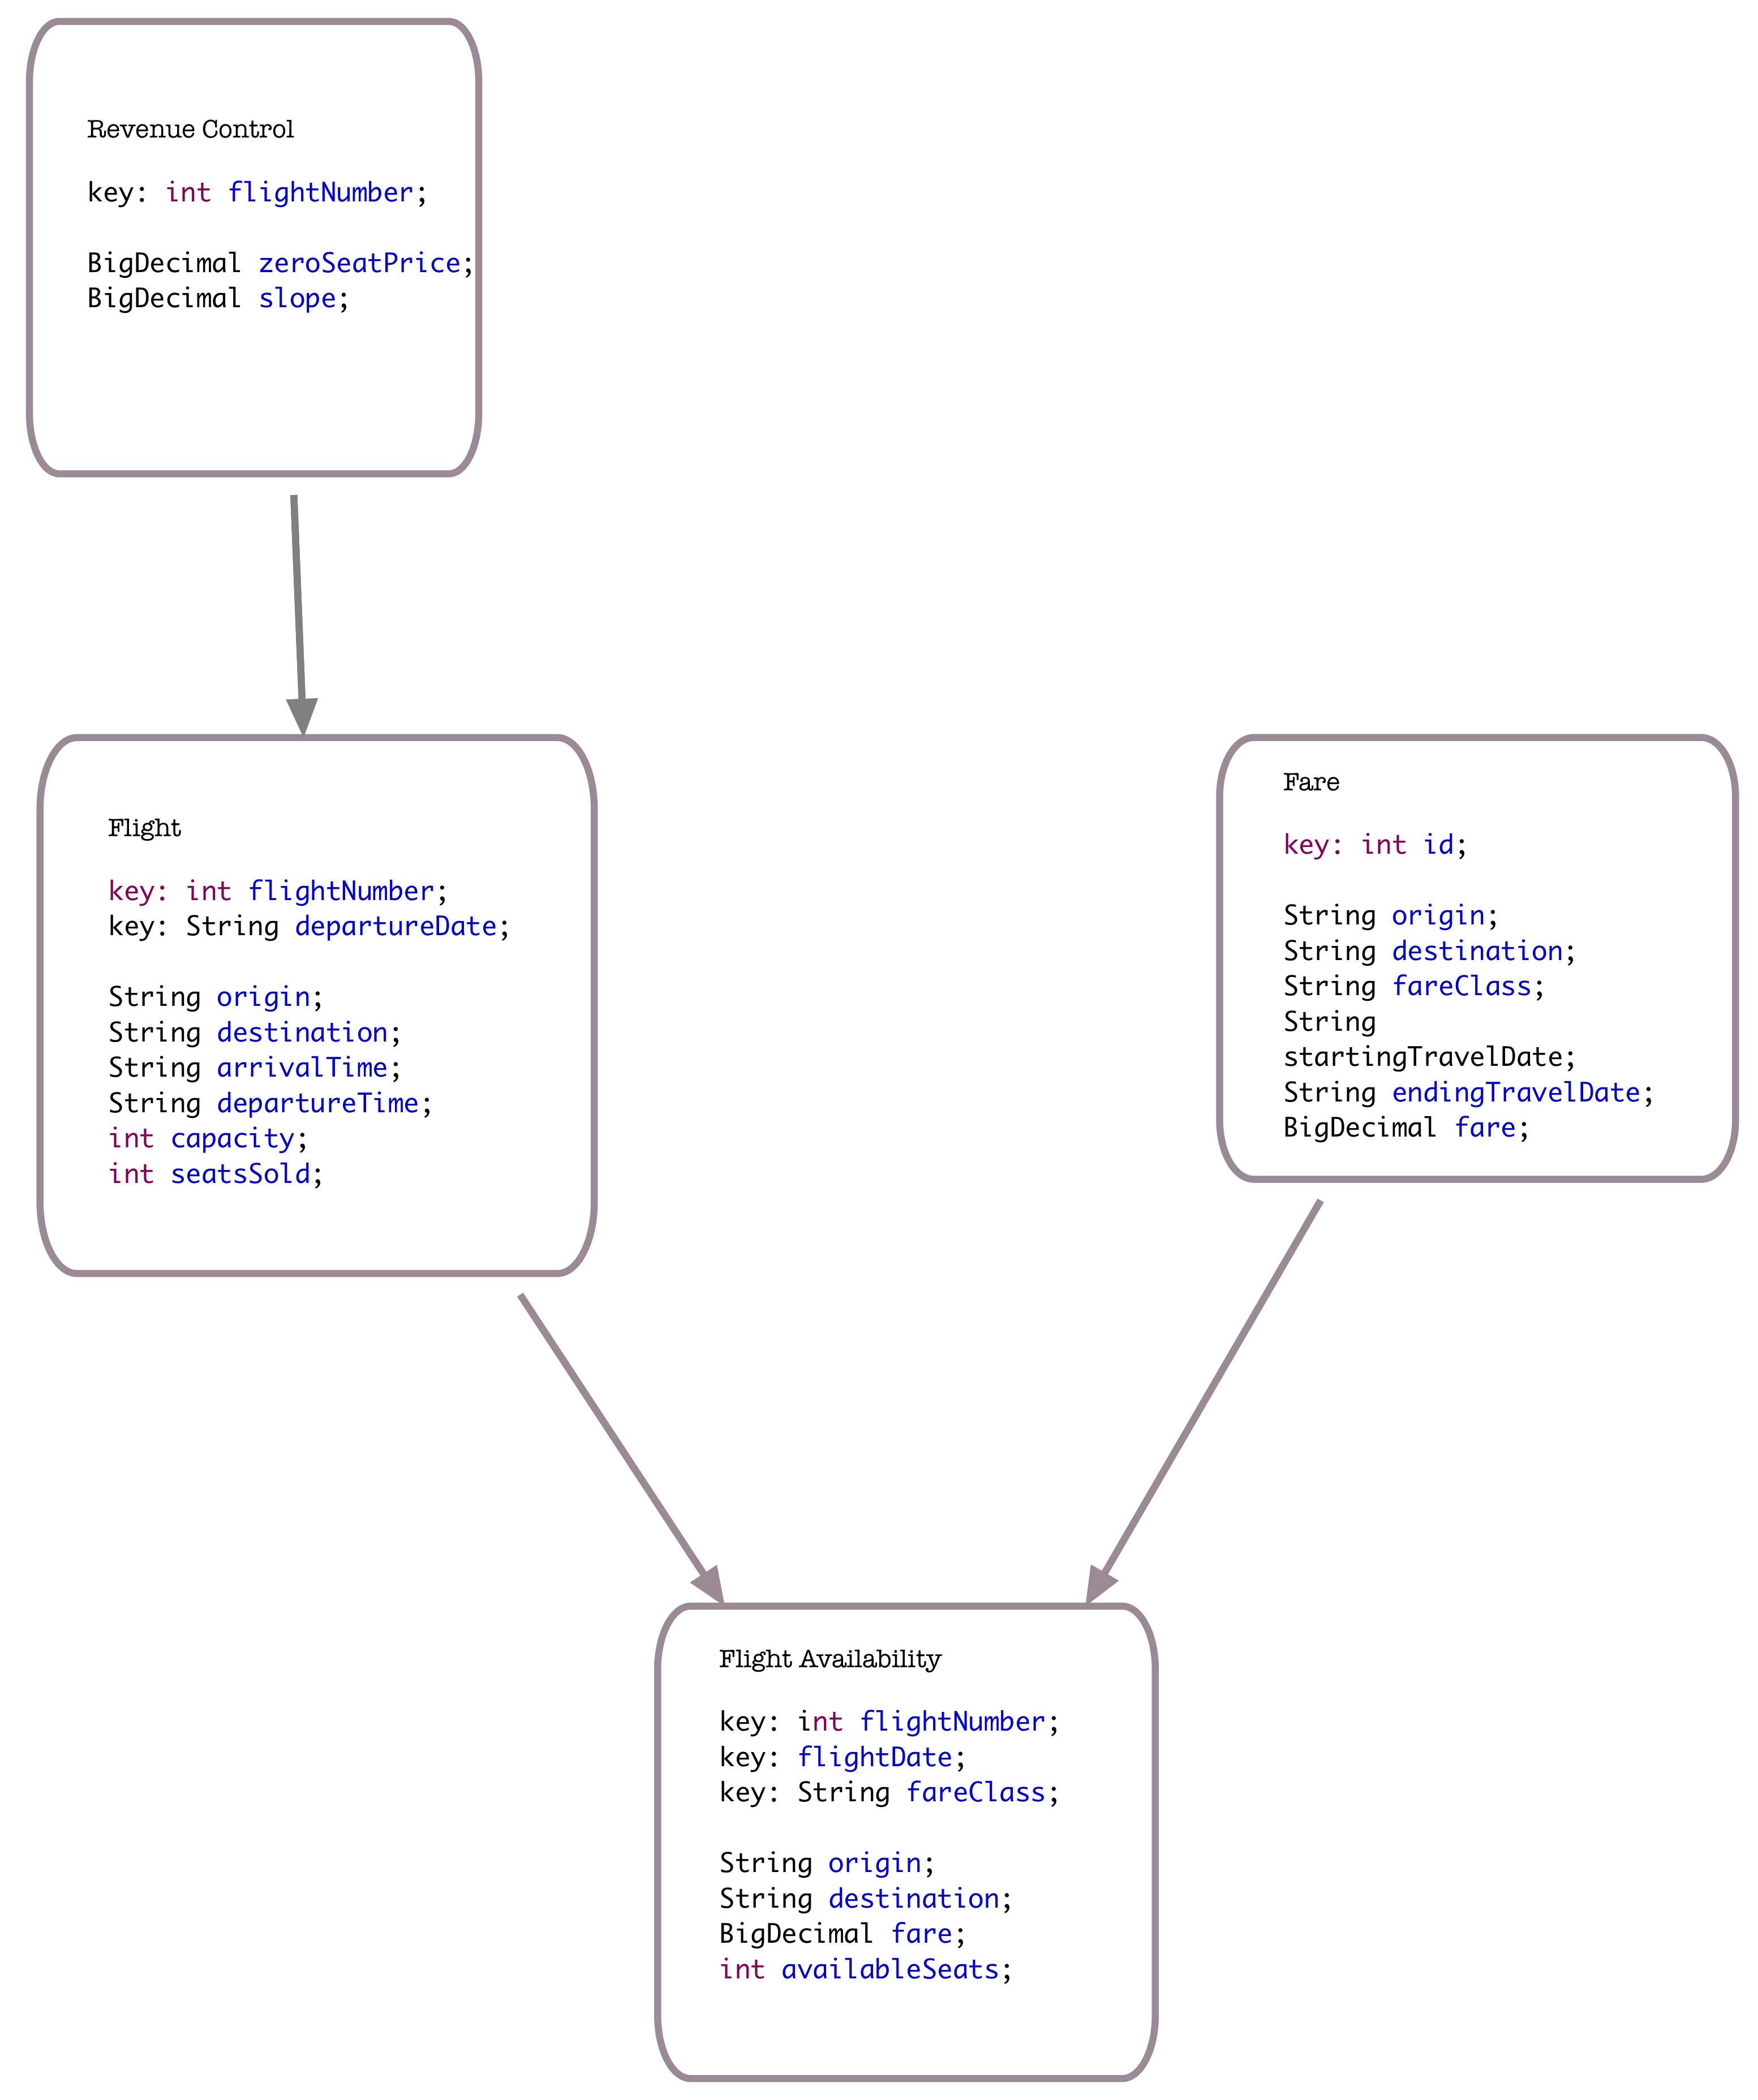 Revenue Control
key: int flightNumber;
BigDecimal zeroSeatPrice;
BigDecimal slope;
Flight
key: int flightNumber;
key: String departureDate;
String origin;
String destination;
String arrivalTime;
String departureTime;
int capacity;
int seatsSold;
Fare
key: int id;
String origin;
String destination;
String fareClass;
String
startingTravelDate;
String endingTravelDate;
BigDecimal fare;
Flight Availability
key: int flightNumber;
key: flightDate;
key: String fareClass;
String origin;
String destination;
BigDecimal fare;
int availableSeats;